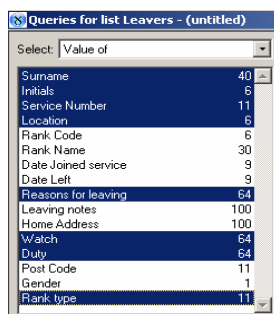 Queries for list Leavers - (untitled)
Select: Value of
Surname 40
Initials 6
Service Number 11
Location 6
Rank Code 6
Rank Name 30
Date Joined service 9
Date Left 9
Reasons for leaving 64
Leaving notes 100
Home Address 100
Watch 64
Duty 64
Post Code 11
Gender 1
Rank type 11